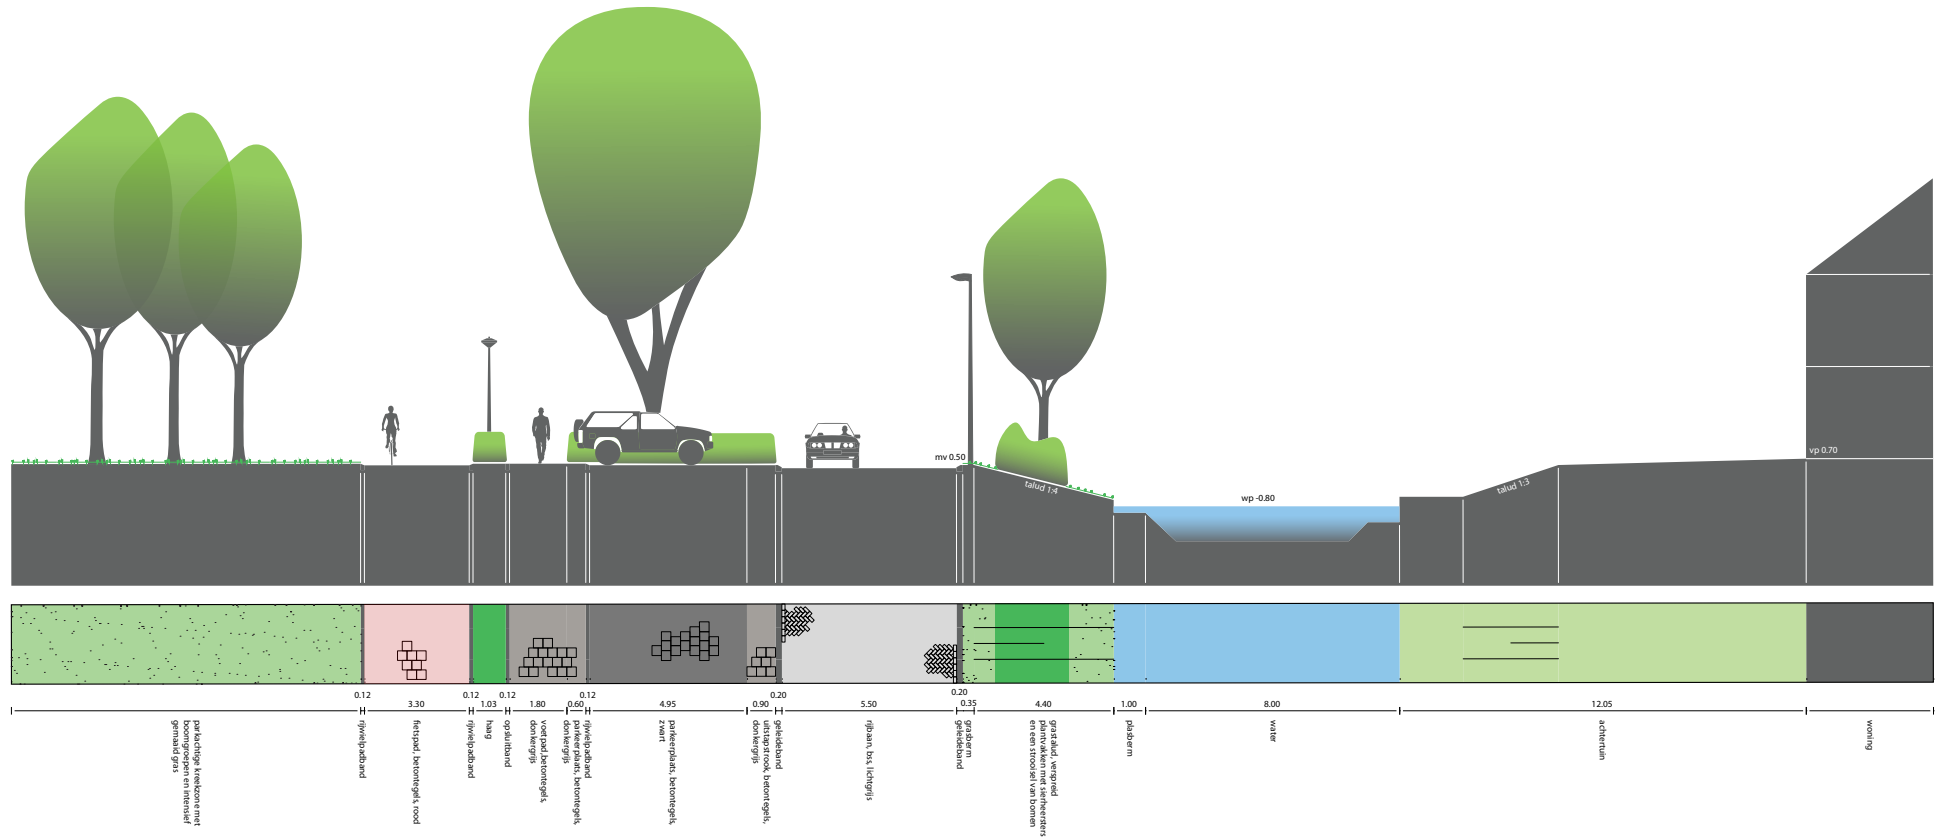 mv 0.50
talud 1:4
wp -0.80
talud 1:3
vp 0.70
0.12
0.12
0.12
0.12
0.20
0.20
3.30
1.03
1.80
0.60
4.95
0.90
5.50
0.35
4.40
1.00
8.00
12.05
parkachtige kreekzone met
boomgroepen en intensief
gemaaid gras
rijwielpadband
fietspad, betontegels, rood
rijwielpadband
haag
opsluitband
voetpad,betontegels,
donkergrijs
parkeerplaats, betontegels,
donkergrijs
rijwielpadband
parkeerplaats, betontegels,
zwart
uitstapstrook, betontegels,
donkergrijs
geleideband
rijbaan, bss, lichtgrijs
grasberm
geleideband
grastalud, verspreid
plantvakken met sierheersters
en een strooisel van bomen
plasberm
water
achtertuin
woning